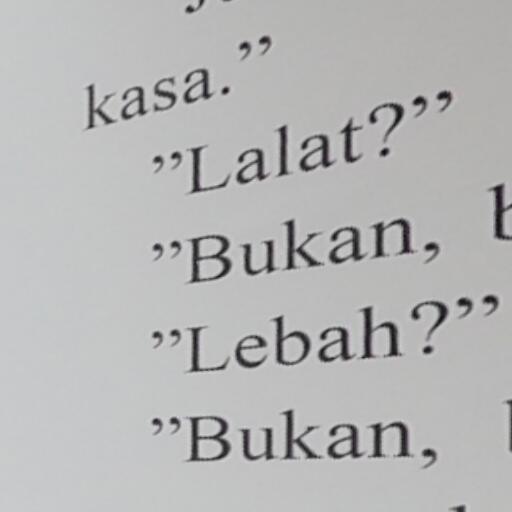 kasa.”
”Lalat?”
”Bukan,
”Lebah?”
”Bukan,